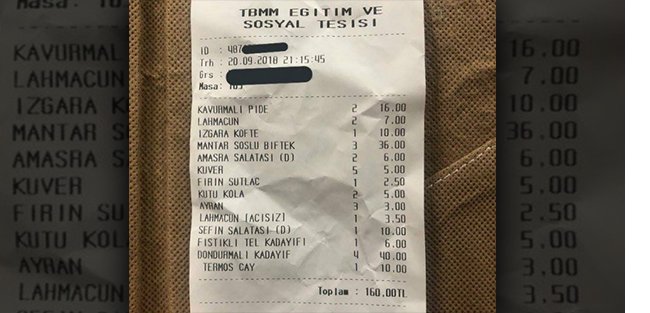 TBMM EGITIM VE
SOSYAL TESISI
ID : 487
Trh : 20.09.2018 21:15:45
Grs :
Masa:
KAVURMALI PIDE 2 16.00
LAHMACUN 2 7.00
IZGARA KOFTE 1 10.00
MANTAR SOSLU BIFTEK 3 36.00
AMASRA SALATASI (D) 2 6.00
KUVER 5 5.00
FIRIN SUTLAC 1 2.50
KUTU KOLA 2 5.00
AYRAN 3 3.00
LAHMACUN [ACISIZ] 1 3.50
SEFIN SALATASI (D) 1 10.00
FISTIKLI TEL KADAYIFI 1 6.00
DONDURMALI KADAYIF 4 40.00
TERMOS CAY 1 10.00
Toplam : 160.00TL
KAVURMAL
LAHMACUN
IZGARA KO
MANTAR SO
AMASRA SA
KUVER
FIRIN SU
KUTU KOL
AYRAN
LAHMACUN
16.00
7.00
10.00
36.00
6.00
5.00
2.50
5.00
3.00
3.50